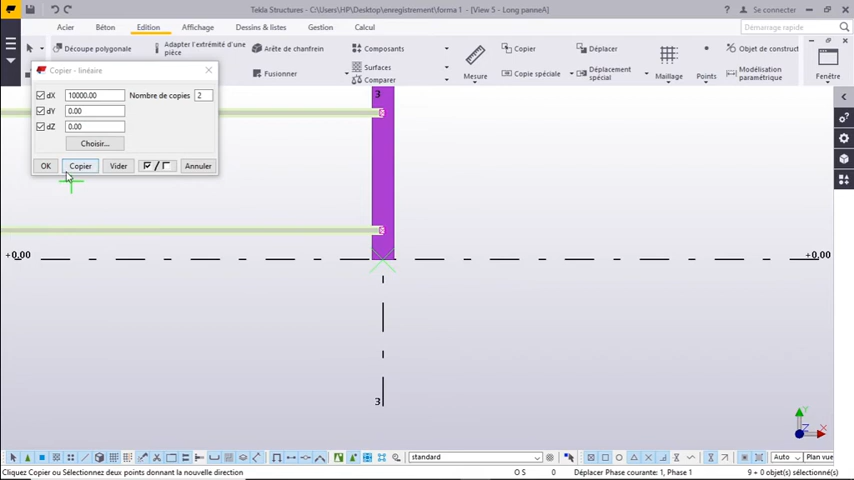 Tekla Structures - C:\Users\HP\Desktop\enregistrement\forma 1 - [View 5 - Long panneA]
Se connecter
Acier
Béton
Edition
Affichage
Dessins & listes
Gestion
Calcul
Démarrage rapide
Découpe polygonale
Adapter l'extrémité d'une pièce
Arête de chanfrein
Fusionner
Composants
Surfaces
Comparer
Mesure
Copier
Copie spéciale
Déplacer
Déplacement spécial
Maillage
Points
Objet de construct
Modélisation paramétrique
Fenêtre
Copier - linéaire
dX 10000.00 Nombre de copies 2
dY 0.00
dZ 0.00
Choisir...
OK Copier Vider / Annuler
3
+0.00 +0.00
3
Y
X
standard
Auto
Plan vue
Cliquez Copier ou Sélectionnez deux points donnant la nouvelle direction
O S 0 Déplacer Phase courante: 1, Phase 1 9 + 0 objet(s) sélectionné(s)